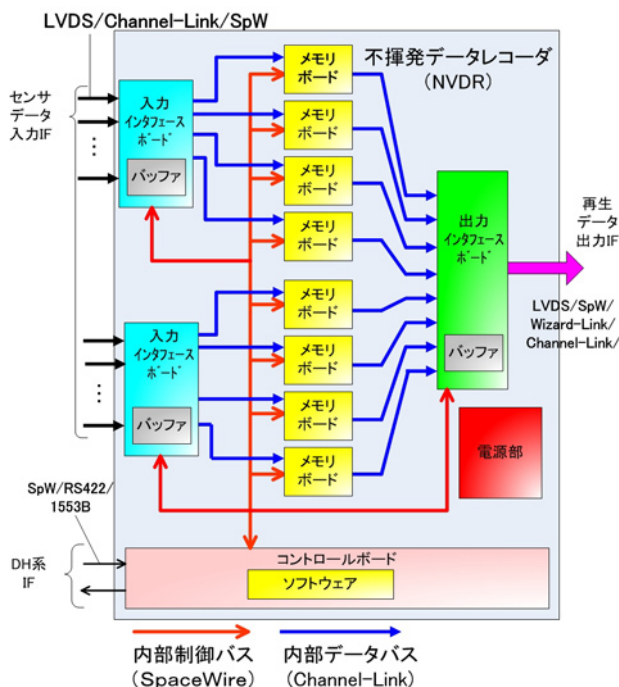 LVDS/Channel-Link/SpW
センサ
データ
入力IF
入力
インタフェース
ボード
バッファ
メモリ
ボード
メモリ
ボード
メモリ
ボード
メモリ
ボード
不揮発データレコーダ
(NVDR)
出力
インタフェース
ボード
バッファ
再生
データ
出力IF
LVDS/SpW/
Wizard-Link/
Channel-Link/
入力
インタフェース
ボード
バッファ
メモリ
ボード
メモリ
ボード
メモリ
ボード
メモリ
ボード
電源部
SpW/RS422/
1553B
DH系
IF
コントロールボード
ソフトウェア
内部制御バス
(SpaceWire)
内部データバス
(Channel-Link)